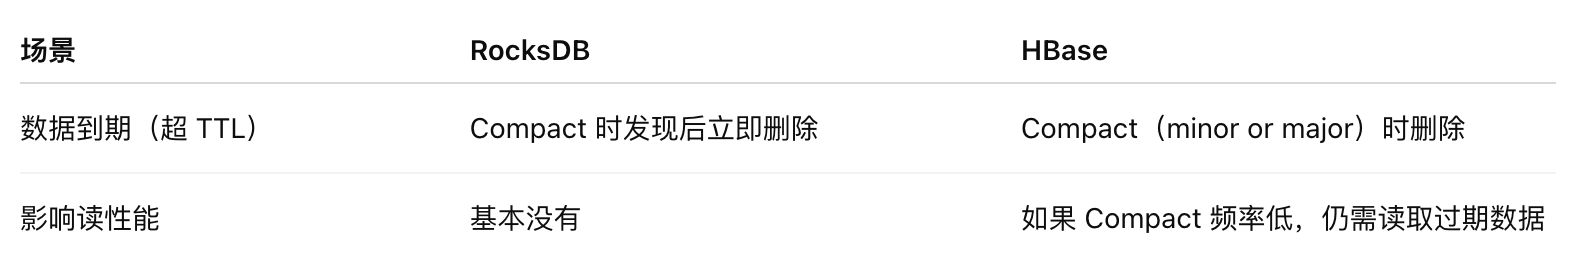 场景 RocksDB HBase
数据到期（超 TTL） Compact 时发现后立即删除 Compact（minor or major）时删除
影响读性能 基本没有 如果 Compact 频率低，仍需读取过期数据